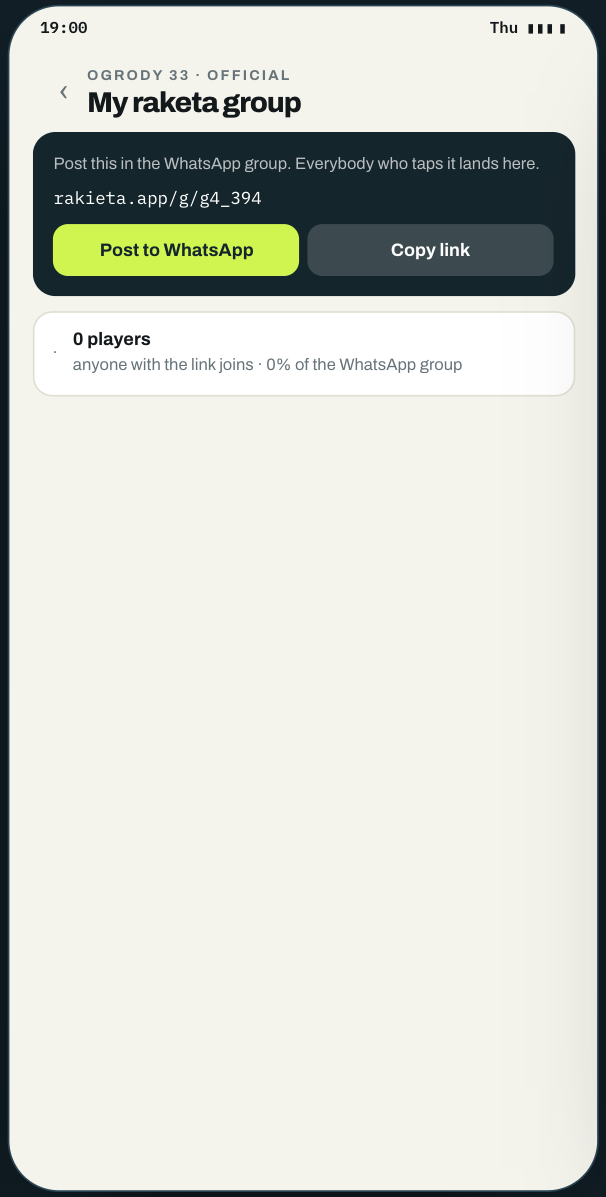 19:00
Thu
‹
OGRODY 33 · OFFICIAL
My raketa group
Post this in the WhatsApp group. Everybody who taps it lands here.
rakieta.app/g/g4_394
Post to WhatsApp
Copy link
0 players
· anyone with the link joins · 0% of the WhatsApp group